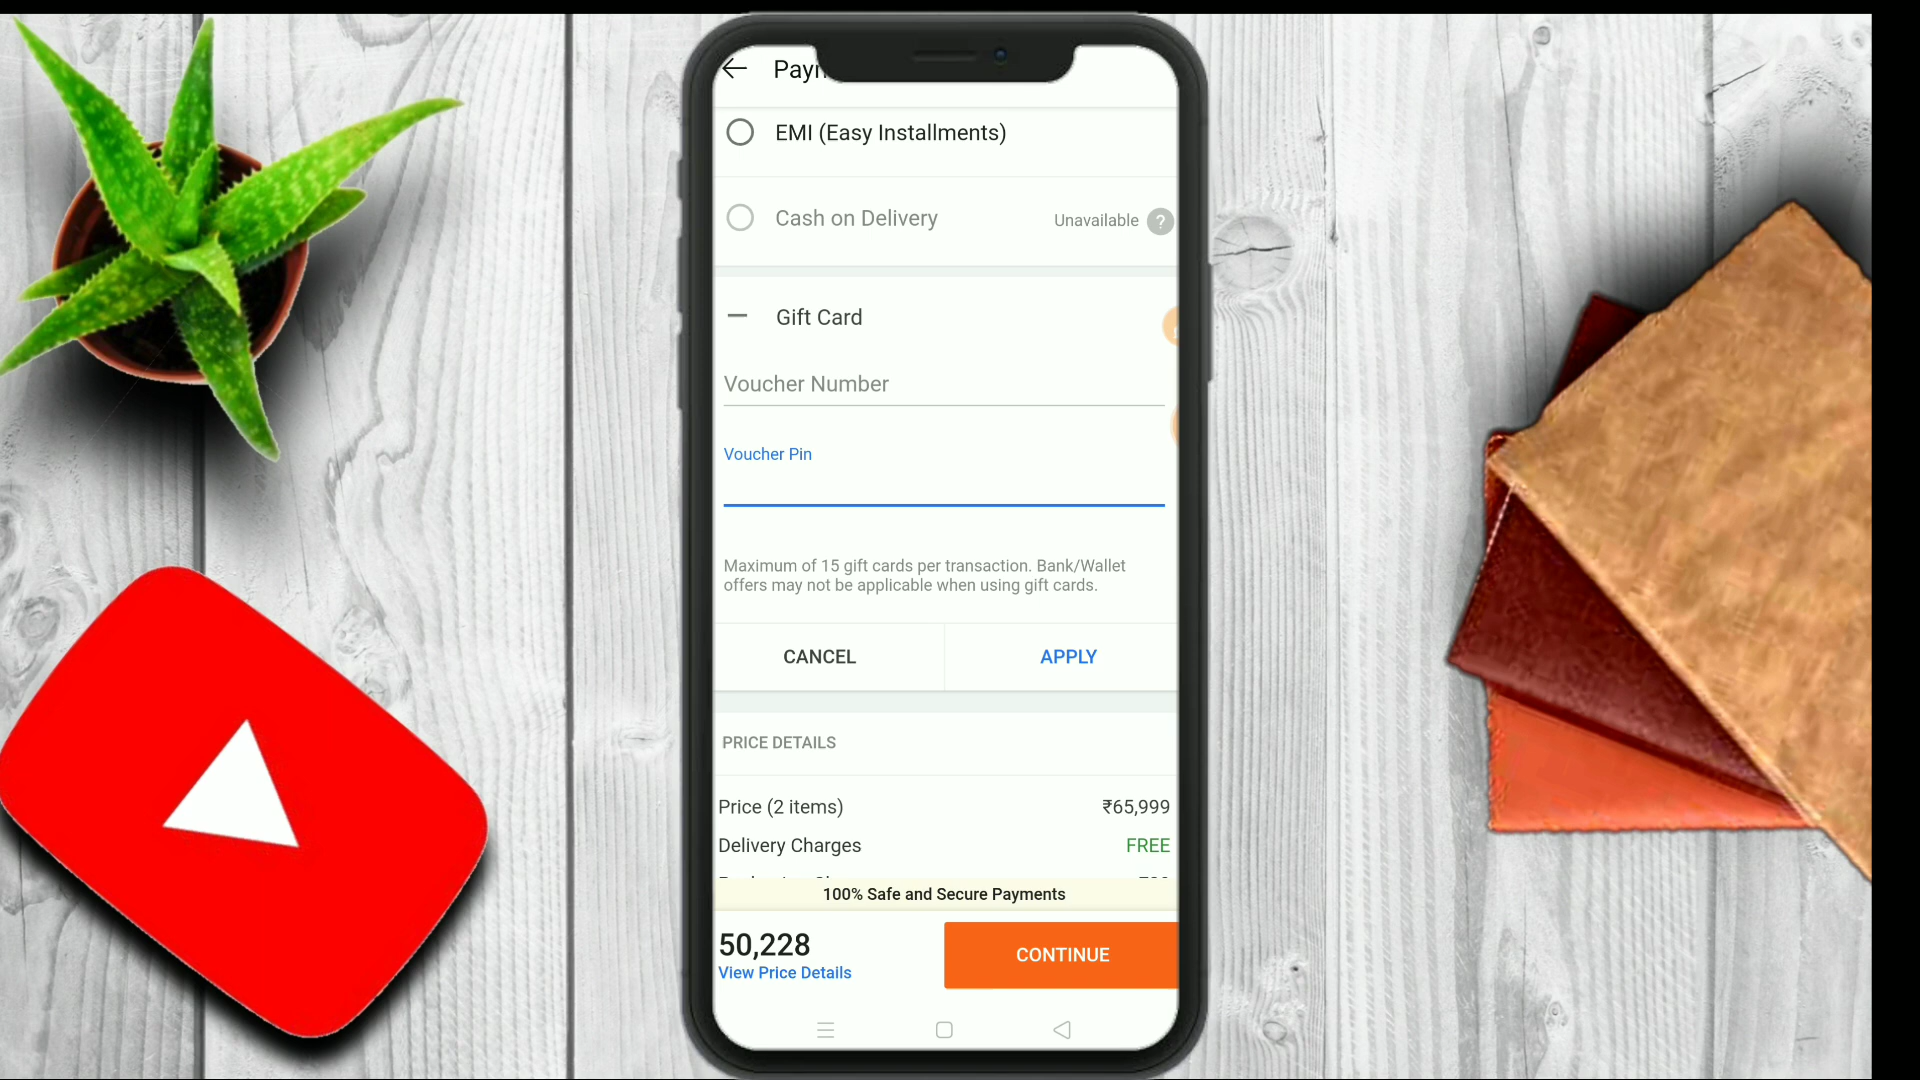 EMI (Easy Installments)
Cash on Delivery
Unavailable ?
Gift Card
Voucher Number
Voucher Pin
Maximum of 15 gift cards per transaction. Bank/Wallet
offers may not be applicable when using gift cards.
CANCEL
APPLY
PRICE DETAILS
Price (2 items) ₹65,999
Delivery Charges FREE
100% Safe and Secure Payments
50,228
View Price Details
CONTINUE